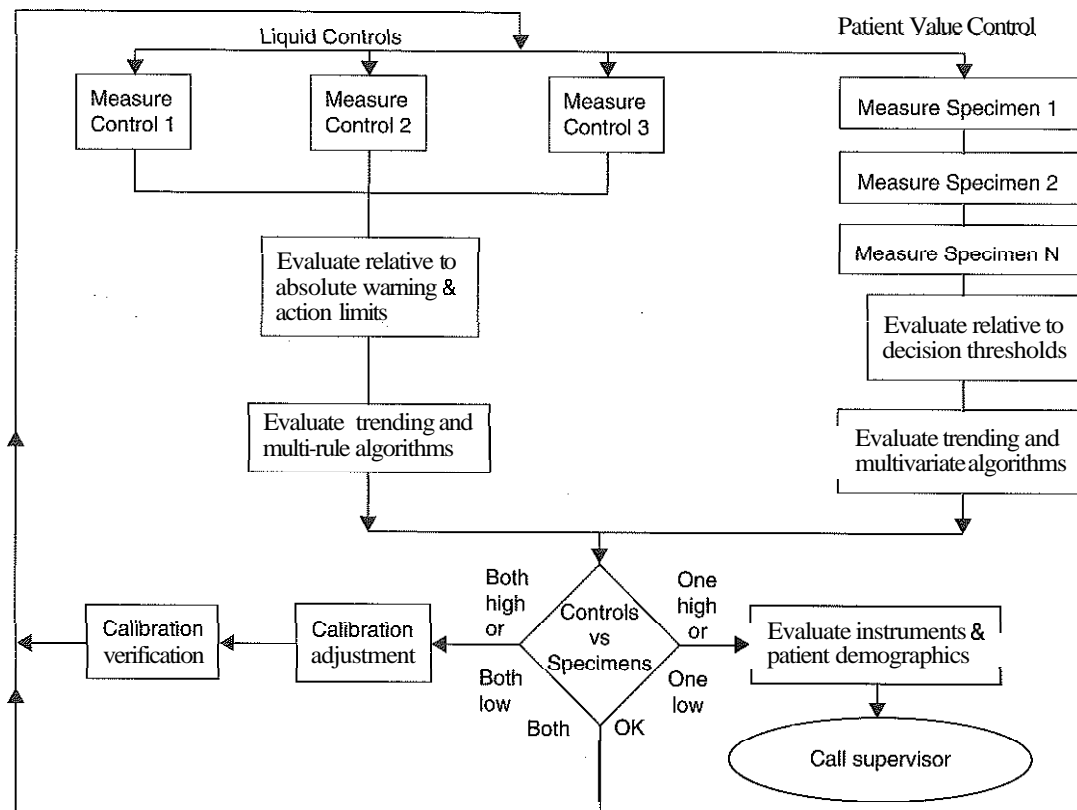 Liquid Controls
Patient Value Control
Measure
Control 1
Measure
Control 2
Measure
Control 3
Measure Specimen 1
Measure Specimen 2
Measure Specimen N
Evaluate relative to
absolute warning &
action limits
Evaluate relative to
decision thresholds
Evaluate trending and
multi-rule algorithms
Evaluate trending and
multivariate algorithms
Both
high
or
Both
low
Controls
vs
Specimens
One
high or
One
low
Both OK
Calibration
verification
Calibration
adjustment
Evaluate instruments &
patient demographics
Call supervisor